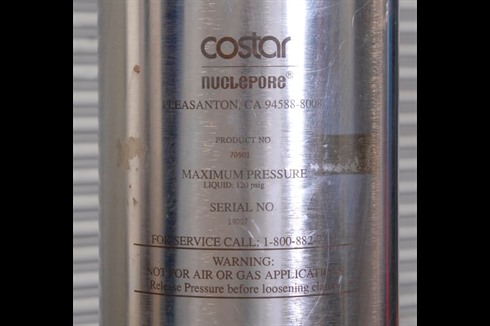 costar
nuclepore®
PLEASANTON, CA 94588-8008
PRODUCT NO
MAXIMUM PRESSURE
LIQUID: 120 psig
SERIAL NO
FOR SERVICE CALL: 1-800-882-
WARNING:
NOT FOR AIR OR GAS
Release Pressure before loosening